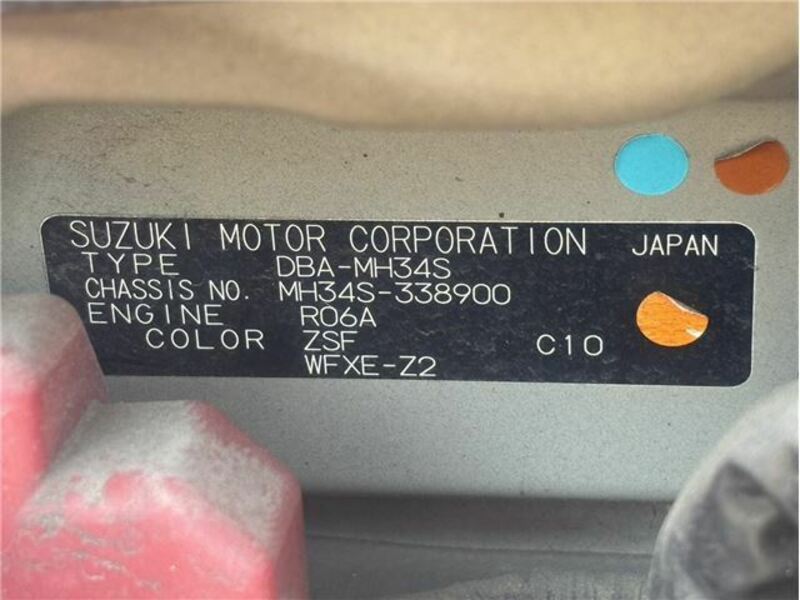 SUZUKI MOTOR CORPORATION JAPAN
TYPE DBA-MH34S
CHASSIS NO. MH34S-338900
ENGINE R06A
COLOR ZSF C10
WFXE-Z2